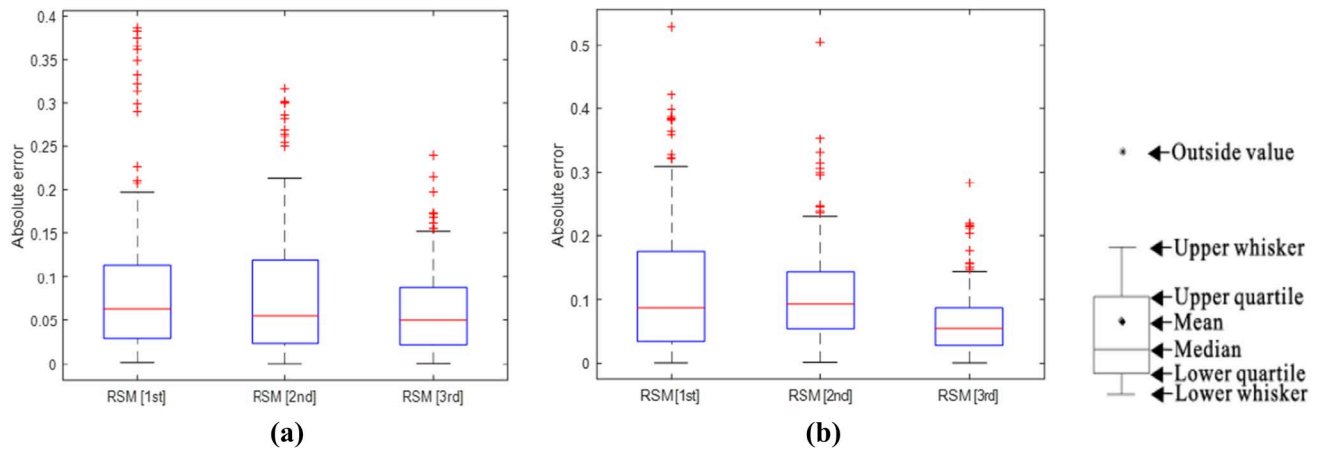 Absolute error
0.4
0.35
0.3
0.25
0.2
0.15
0.1
0.05
0
RSM [1st]
RSM [2nd]
RSM [3rd]
(a)
Absolute error
0.5
0.4
0.3
0.2
0.1
0
RSM [1st]
RSM [2nd]
RSM [3rd]
(b)
Outside value
Upper whisker
Upper quartile
Mean
Median
Lower quartile
Lower whisker